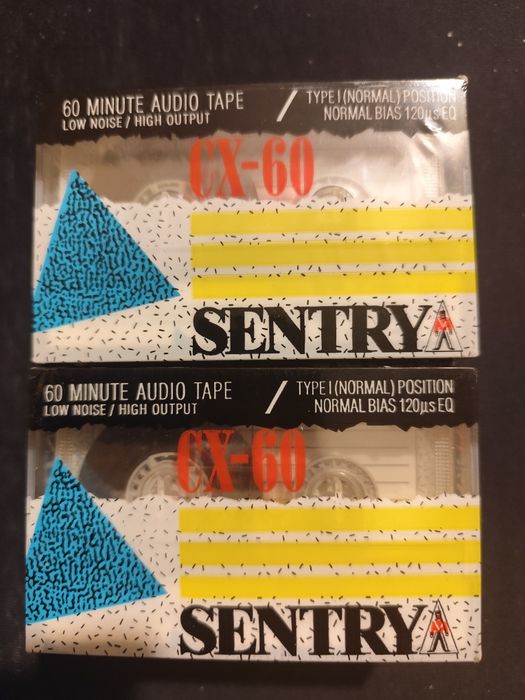 60 MINUTE AUDIO TAPE / TYPE I (NORMAL) POSITION
LOW NOISE / HIGH OUTPUT NORMAL BIAS 120µs EQ
CX-60
SENTRY
60 MINUTE AUDIO TAPE / TYPE I (NORMAL) POSITION
LOW NOISE / HIGH OUTPUT NORMAL BIAS 120µs EQ
CX-60
SENTRY